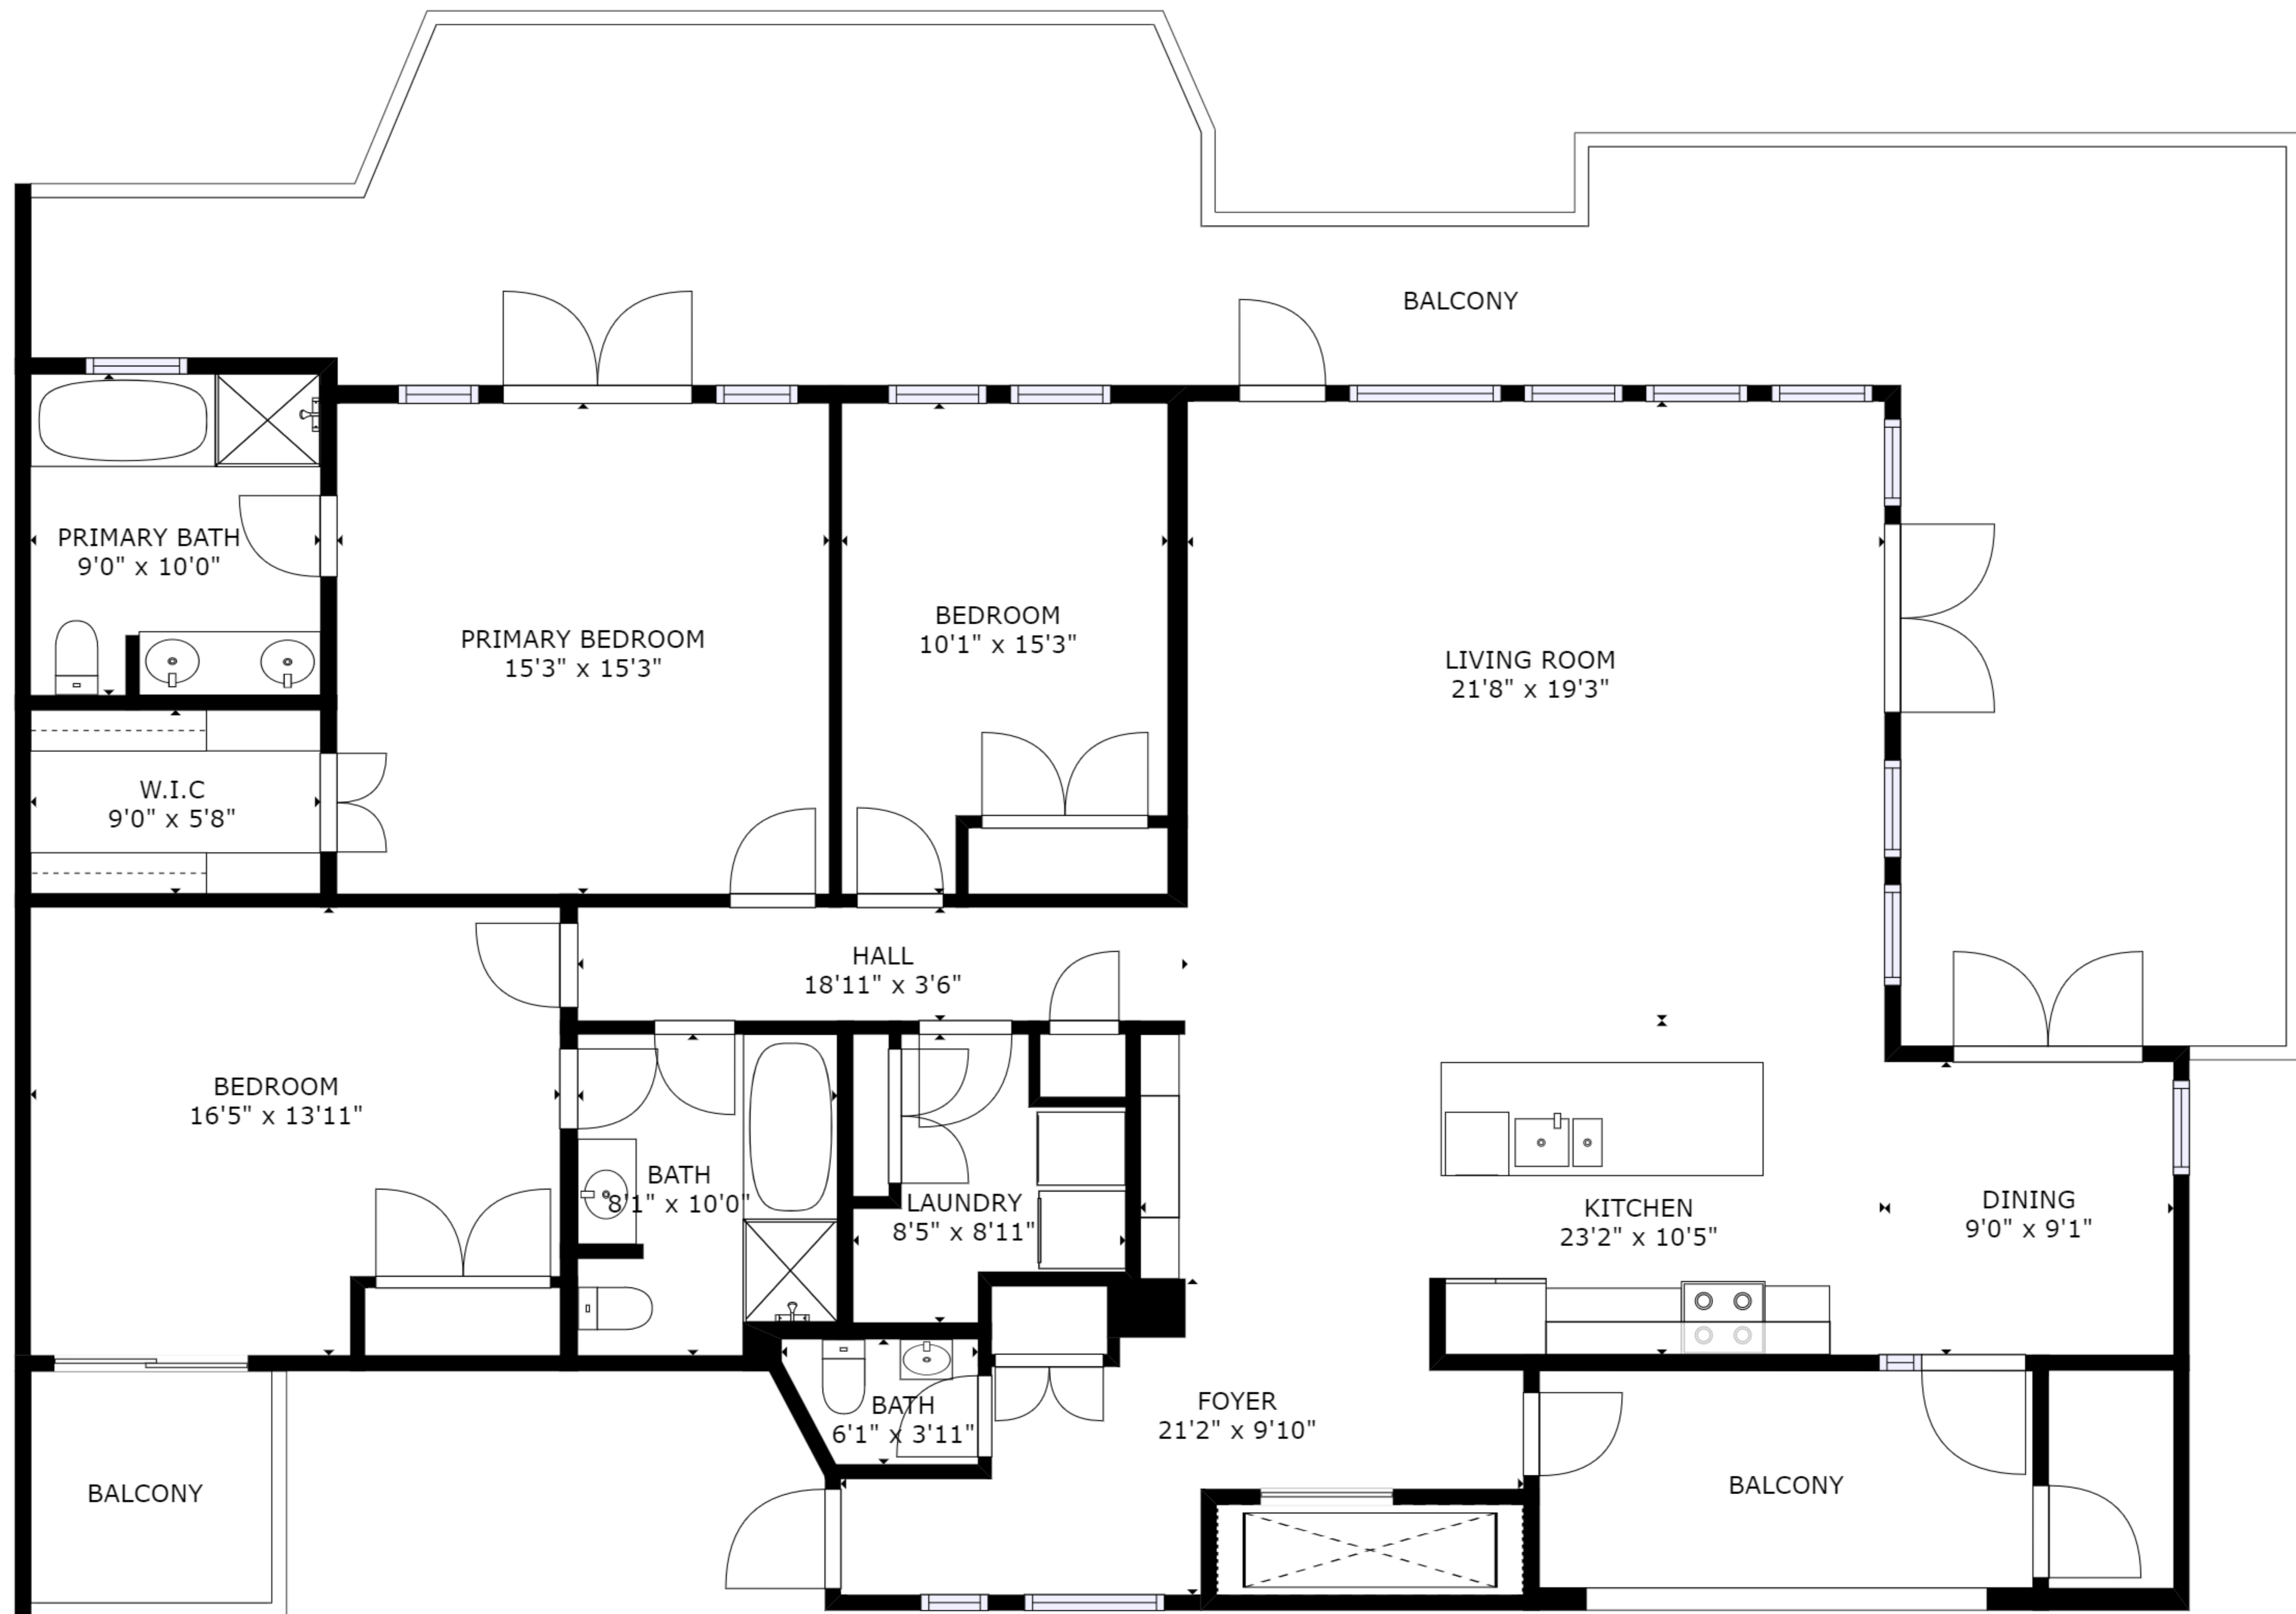 BALCONY
PRIMARY BATH
9'0" x 10'0"
PRIMARY BEDROOM
15'3" x 15'3"
BEDROOM
10'1" x 15'3"
LIVING ROOM
21'8" x 19'3"
W.I.C
9'0" x 5'8"
HALL
18'11" x 3'6"
BEDROOM
16'5" x 13'11"
BATH
8'1" x 10'0"
LAUNDRY
8'5" x 8'11"
KITCHEN
23'2" x 10'5"
DINING
9'0" x 9'1"
BATH
6'1" x 3'11"
FOYER
21'2" x 9'10"
BALCONY
BALCONY